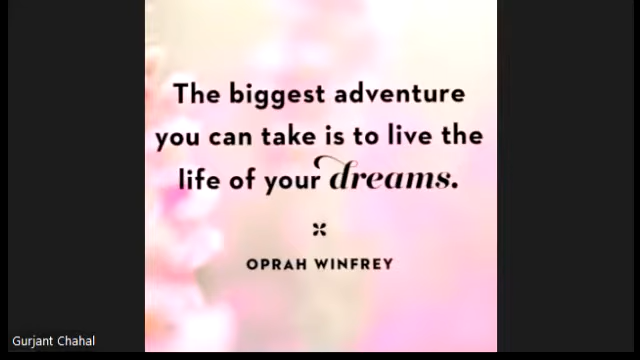 The biggest adventure
you can take is to live the
life of your dreams.
OPRAH WINFREY
Gurjant Chahal